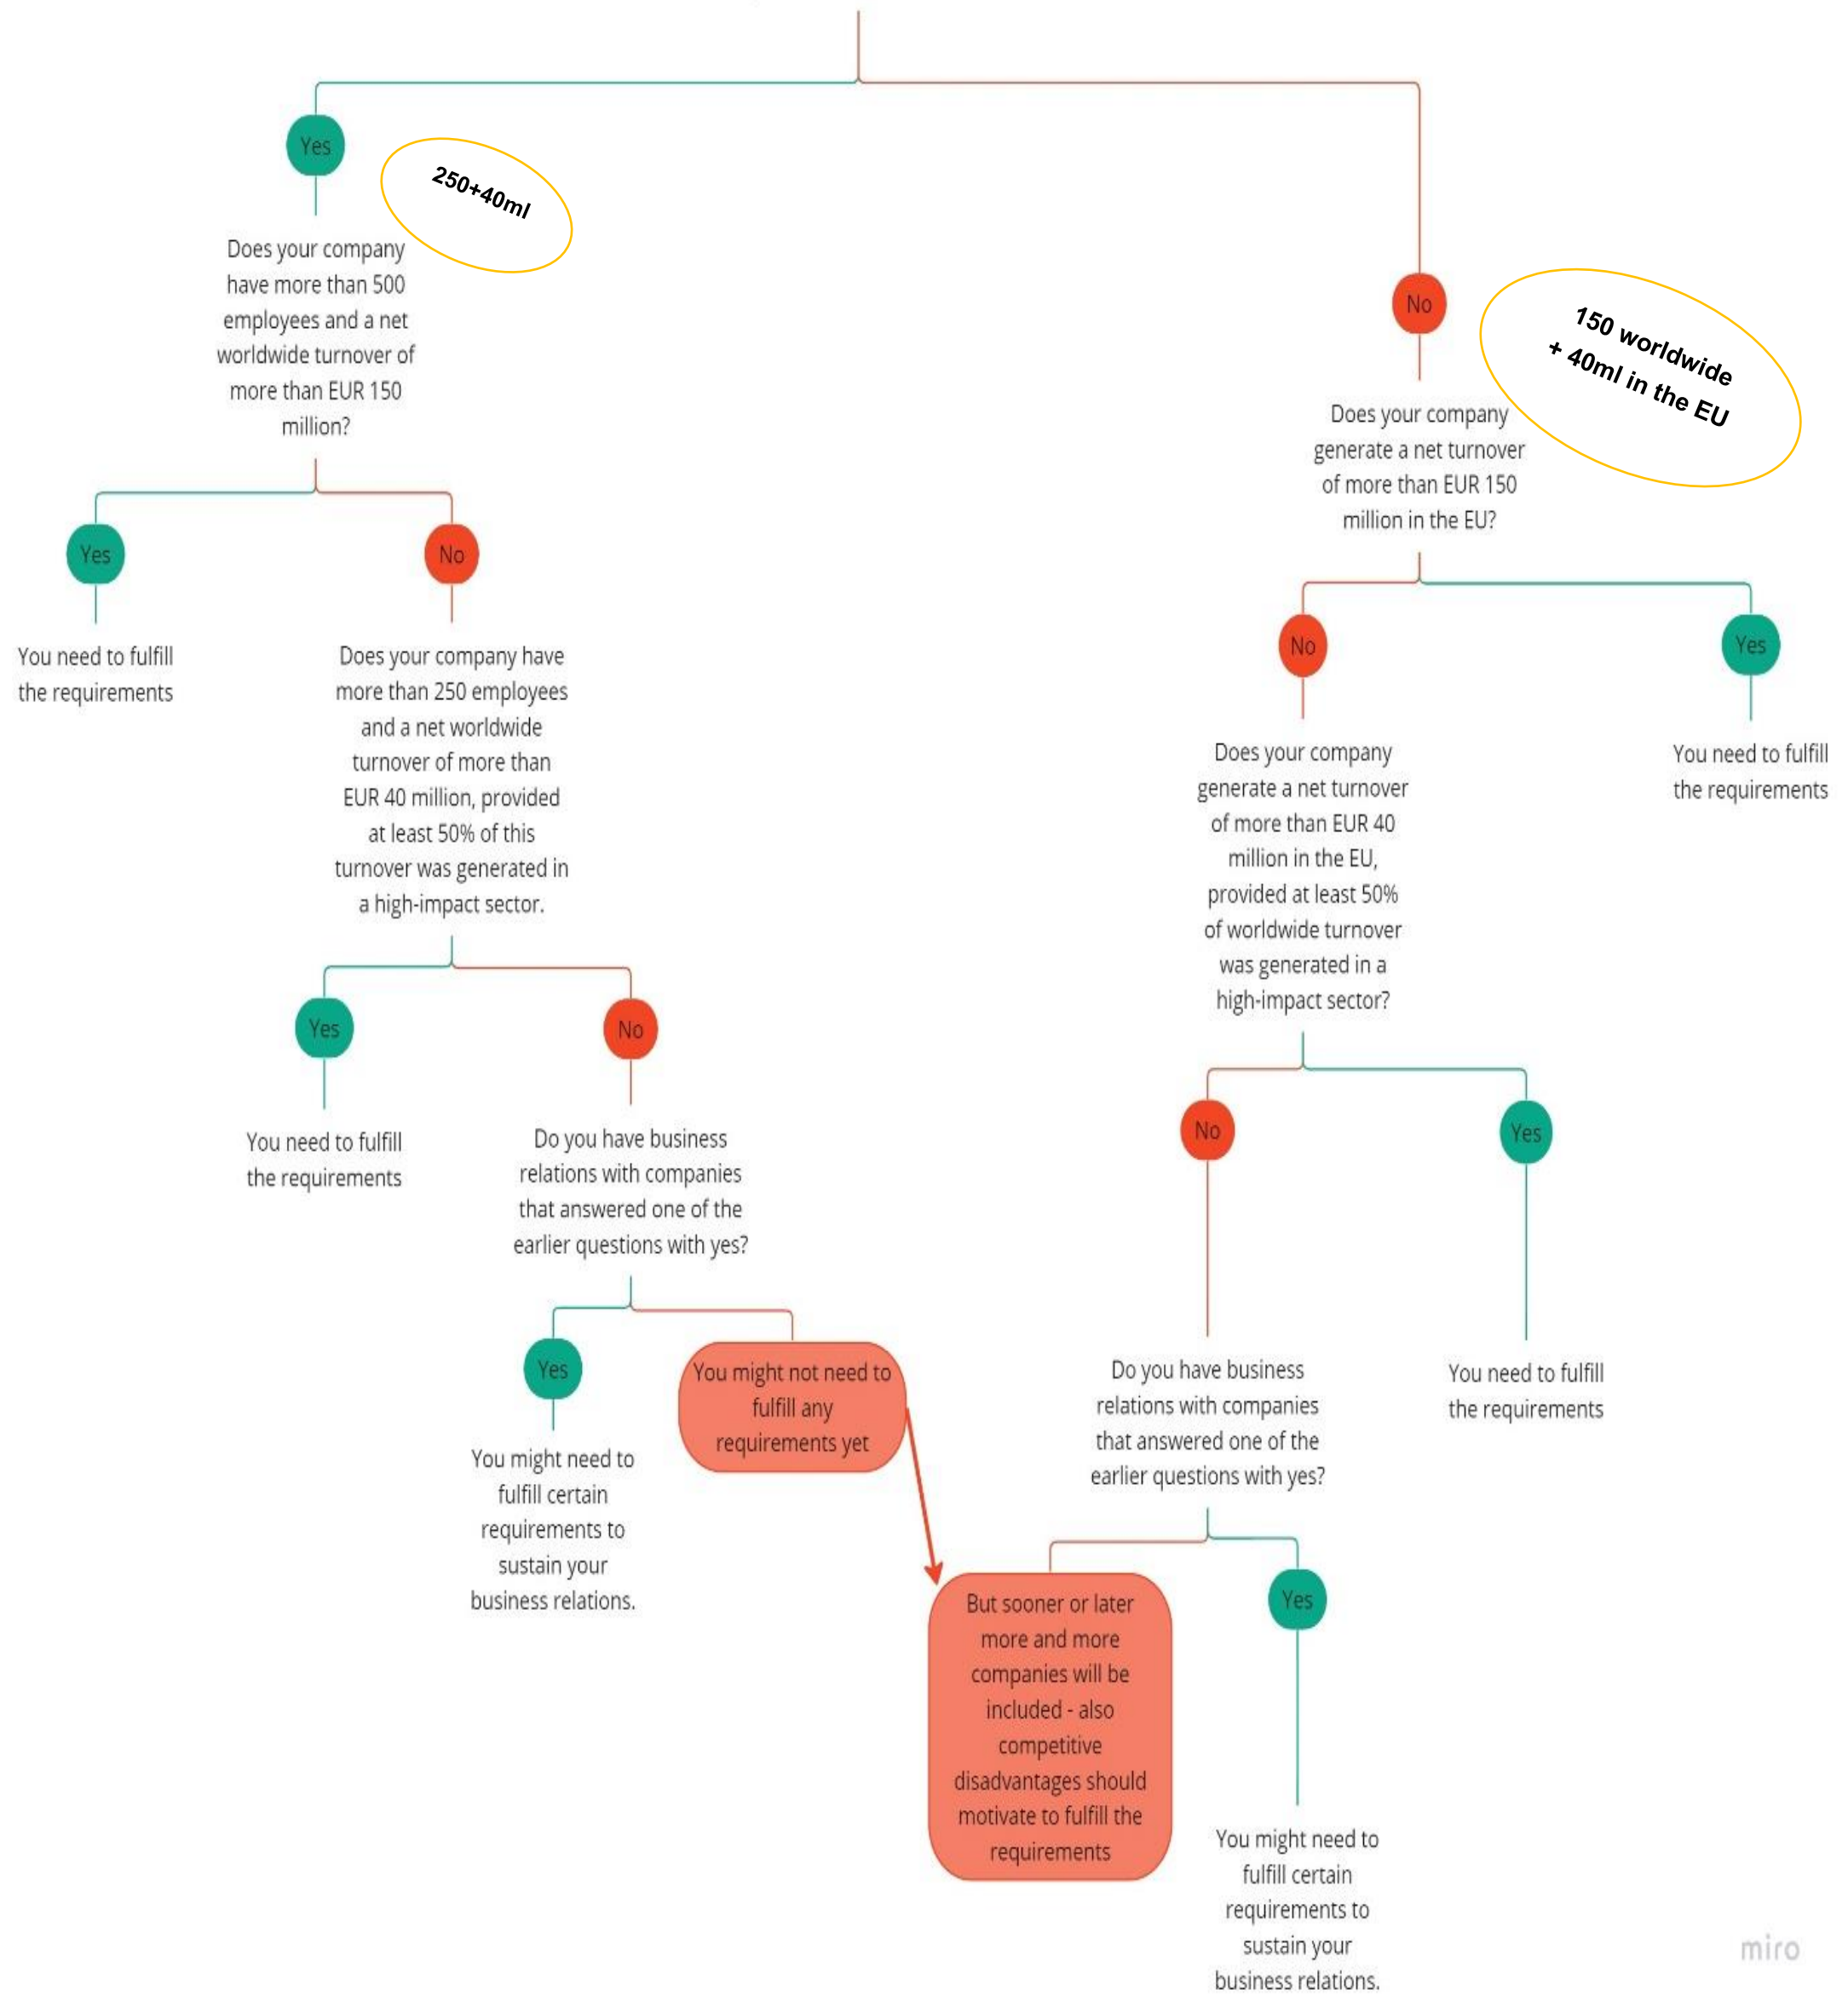 Yes
250+40ml
Does your company
have more than 500
employees and a net
worldwide turnover of
more than EUR 150
million?
No
150 worldwide
+ 40ml in the EU
Does your company
generate a net turnover
of more than EUR 150
million in the EU?
Yes
You need to fulfill
the requirements
No
Does your company have
more than 250 employees
and a net worldwide
turnover of more than
EUR 40 million, provided
at least 50% of this
turnover was generated in
a high-impact sector.
No
Does your company
generate a net turnover
of more than EUR 40
million in the EU,
provided at least 50%
of worldwide turnover
was generated in a
high-impact sector?
Yes
You need to fulfill
the requirements
Yes
You need to fulfill
the requirements
No
Do you have business
relations with companies
that answered one of the
earlier questions with yes?
No
Do you have business
relations with companies
that answered one of the
earlier questions with yes?
Yes
You need to fulfill
the requirements
Yes
You might need to
fulfill certain
requirements to
sustain your
business relations.
You might not need to
fulfill any
requirements yet
But sooner or later
more and more
companies will be
included - also
competitive
disadvantages should
motivate to fulfill the
requirements
Yes
You might need to
fulfill certain
requirements to
sustain your
business relations.
miro